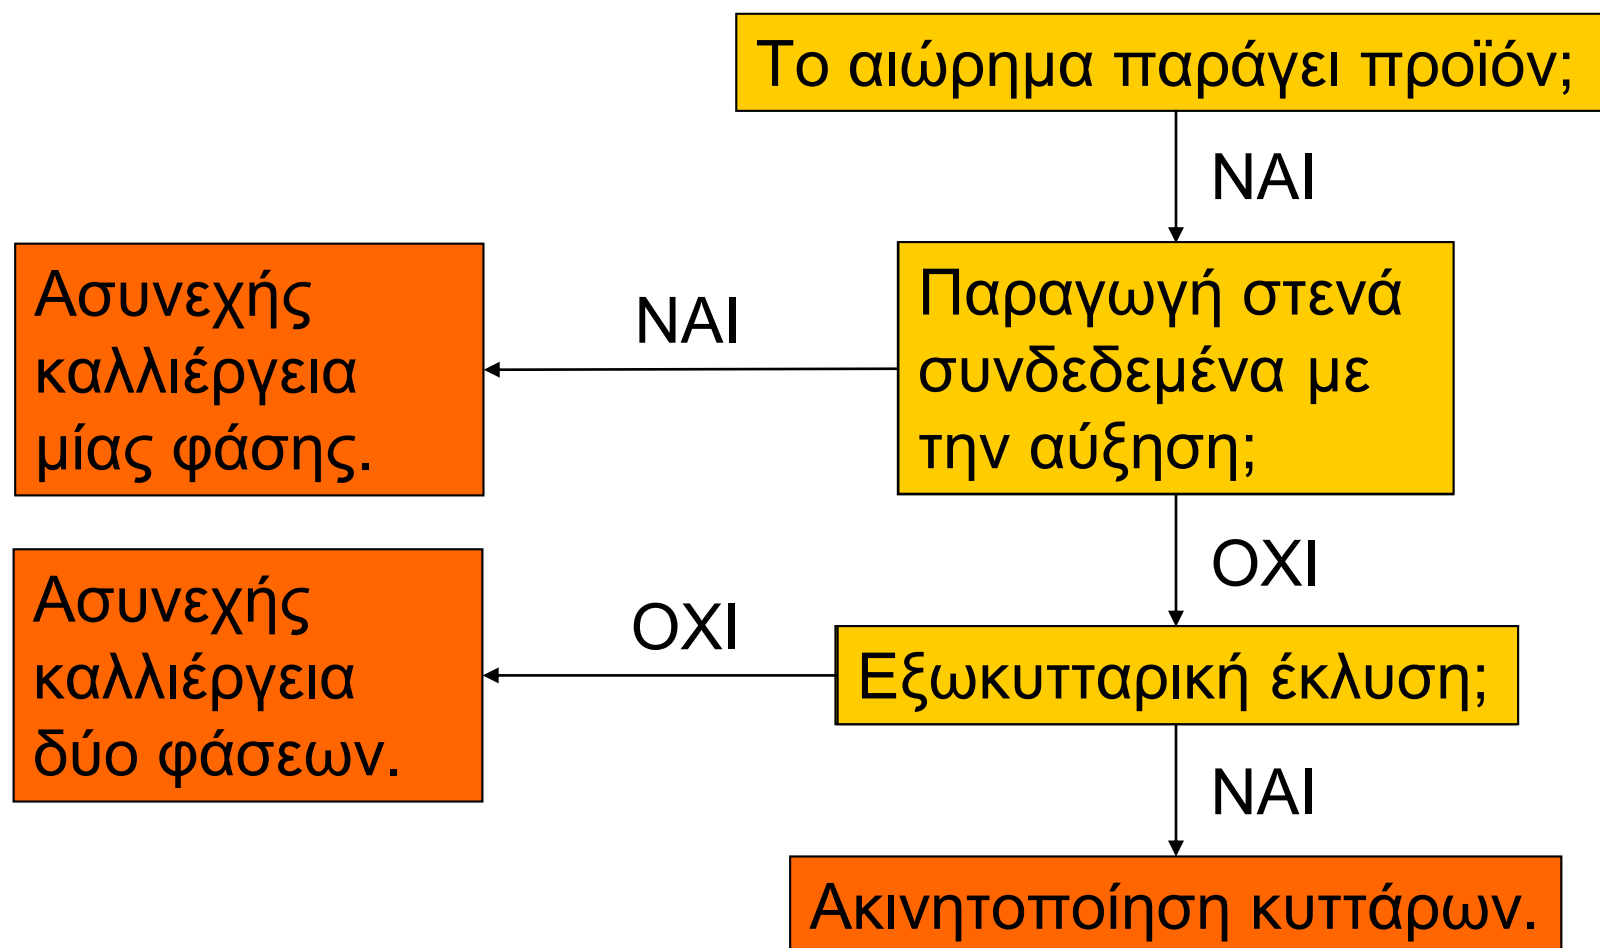 Το αιώρημα παράγει προϊόν;
ΝΑΙ
Παραγωγή στενά
συνδεδεμένα με
την αύξηση;
ΝΑΙ
Ασυνεχής
καλλιέργεια
μίας φάσης.
ΟΧΙ
Εξωκυτταρική έκλυση;
ΟΧΙ
Ασυνεχής
καλλιέργεια
δύο φάσεων.
ΝΑΙ
Ακινητοποίηση κυττάρων.